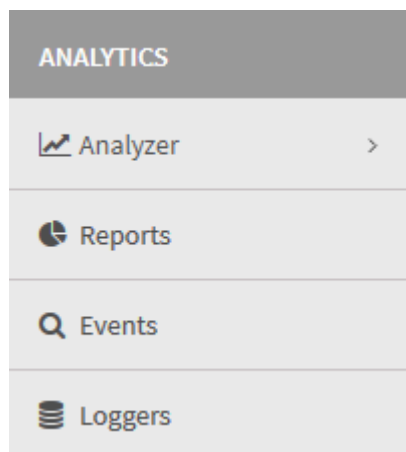 ANALYTICS
Analyzer
Reports
Events
Loggers